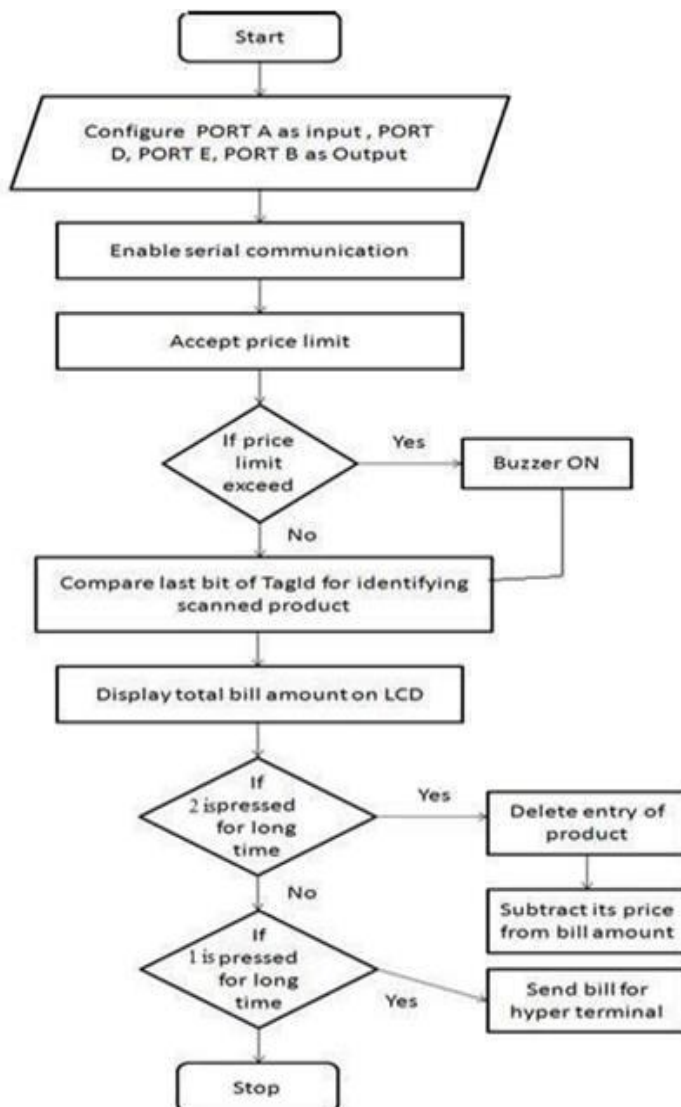 Start
Configure PORT A as input , PORT
D, PORT E, PORT B as Output
Enable serial communication
Accept price limit
If price
limit
exceed
Yes
Buzzer ON
No
Compare last bit of TagId for identifying
scanned product
Display total bill amount on LCD
If
2 is pressed
for long
time
Yes
Delete entry of
product
Subtract its price
from bill amount
No
If
1 is pressed
for long
time
Yes
Send bill for
hyper terminal
Stop